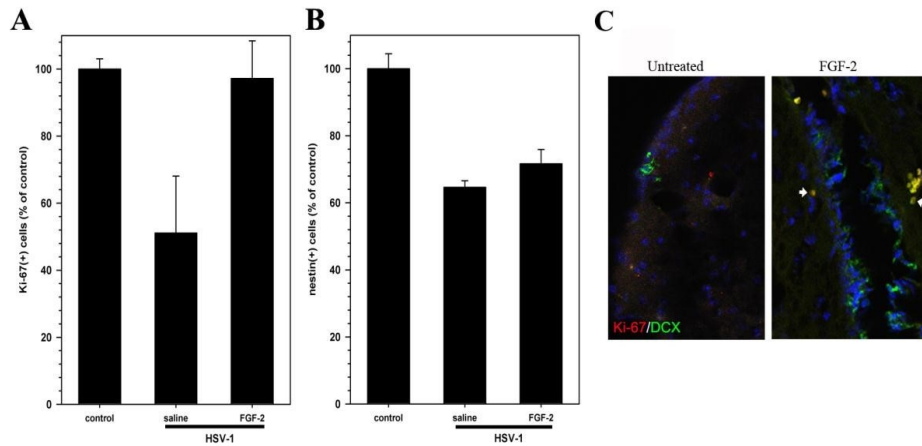 A
Ki-67(+) cells (% of control)
100
80
60
40
20
0
control
saline
FGF-2
HSV-1
B
nestin(+) cells (% of control)
100
80
60
40
20
0
control
saline
FGF-2
HSV-1
C
Untreated
FGF-2
Ki-67/DCX